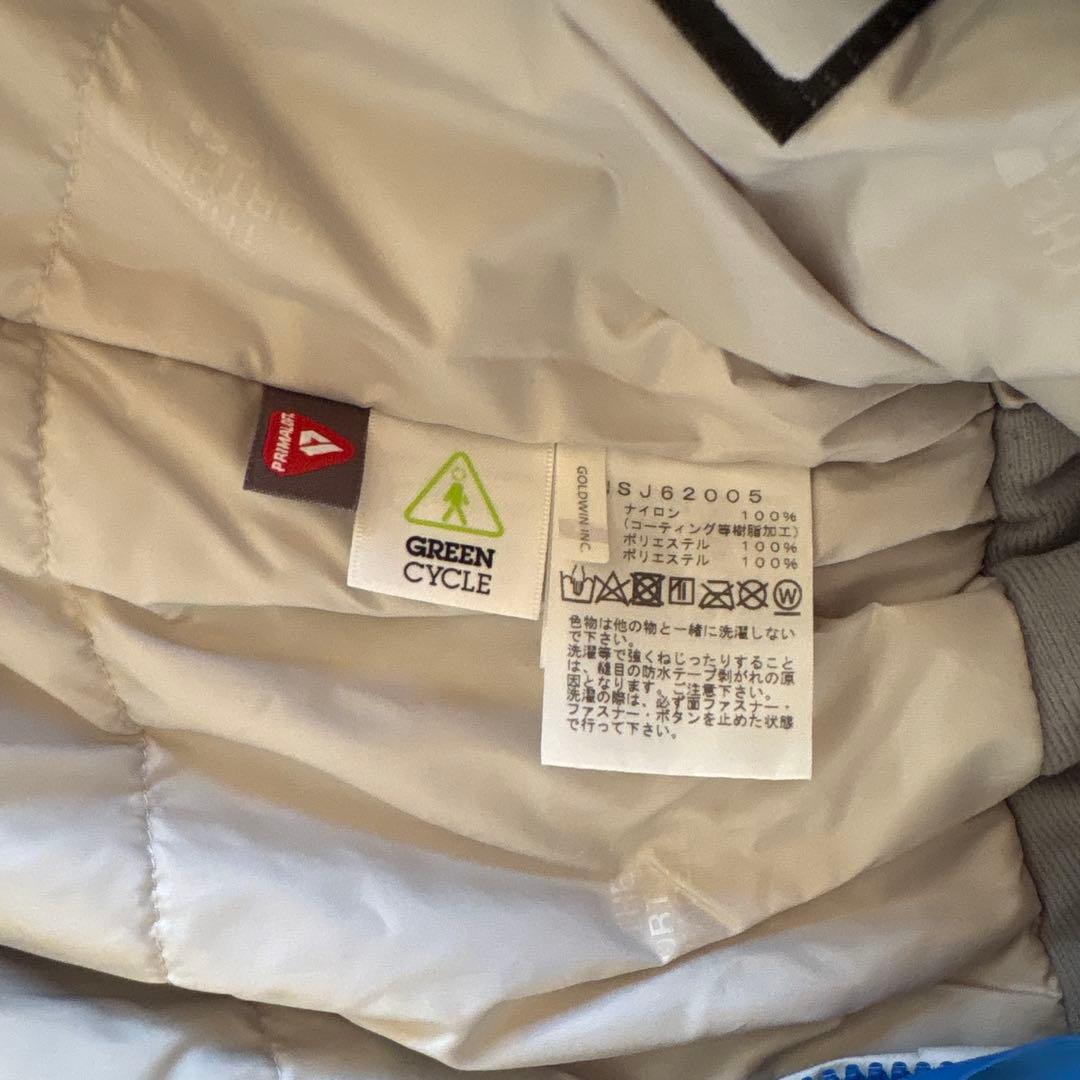 PRIMALOFT
GREEN
CYCLE
GOLDWIN INC.
NSJ62005
ナイロン 100%
(コーティング等樹脂加工)
ポリエステル 100%
ポリエステル 100%
W
色物は他の物と一緒に洗濯しない
で下さい。
洗濯等で強くねじったりすること
は、縫目の防水テープ剝がれの原
因となります。ご注意下さい。
洗濯の際は、必ず面ファスナー・
ファスナー・ボタンを止めた状態
で行って下さい。